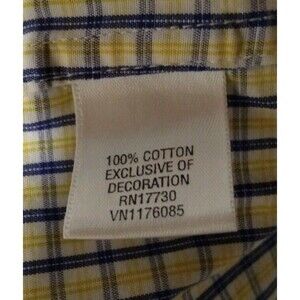 100% COTTON
EXCLUSIVE OF
DECORATION
RN17730
VN1176085